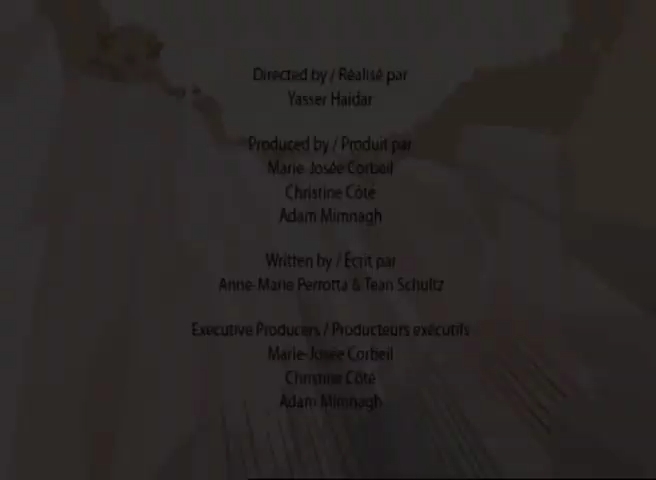 Directed by / Réalisé par
Yasser Haidar
Produced by / Produit par
Marie-Josée Corbeil
Christine Côté
Adam Mimnagh
Written by / Écrit par
Anne-Marie Perrotta & Tean Schultz
Executive Producers / Producteurs exécutifs
Marie-Josée Corbeil
Christine Côté
Adam Mimnagh